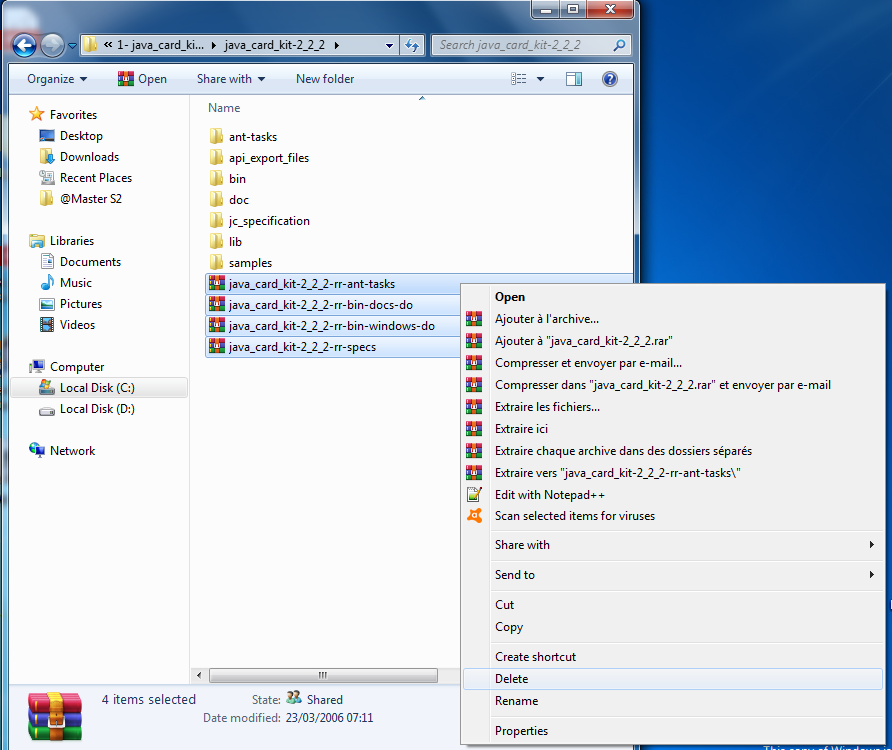 « 1- java_card_ki... ▸ java_card_kit-2_2_2 ▸
Search java_card_kit-2_2_2
Organize Open Share with New folder
Name
Favorites
Desktop
Downloads
Recent Places
@Master S2
Libraries
Documents
Music
Pictures
Videos
Computer
Local Disk (C:)
Local Disk (D:)
Network
ant-tasks
api_export_files
bin
doc
jc_specification
lib
samples
java_card_kit-2_2_2-rr-ant-tasks
java_card_kit-2_2_2-rr-bin-docs-do
java_card_kit-2_2_2-rr-bin-windows-do
java_card_kit-2_2_2-rr-specs
Open
Ajouter à l'archive...
Ajouter à "java_card_kit-2_2_2.rar"
Compresser et envoyer par e-mail...
Compresser dans "java_card_kit-2_2_2.rar" et envoyer par e-mail
Extraire les fichiers...
Extraire ici
Extraire chaque archive dans des dossiers séparés
Extraire vers "java_card_kit-2_2_2-rr-ant-tasks\"
Edit with Notepad++
Scan selected items for viruses
Share with
Send to
Cut
Copy
Create shortcut
Delete
Rename
Properties
4 items selected
State: Shared
Date modified: 23/03/2006 07:11
This copy of Windows